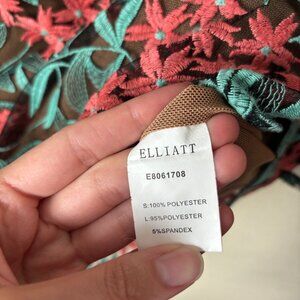 ELLIATT
E8061708
S:100% POLYESTER
L:95%POLYESTER
5%SPANDEX